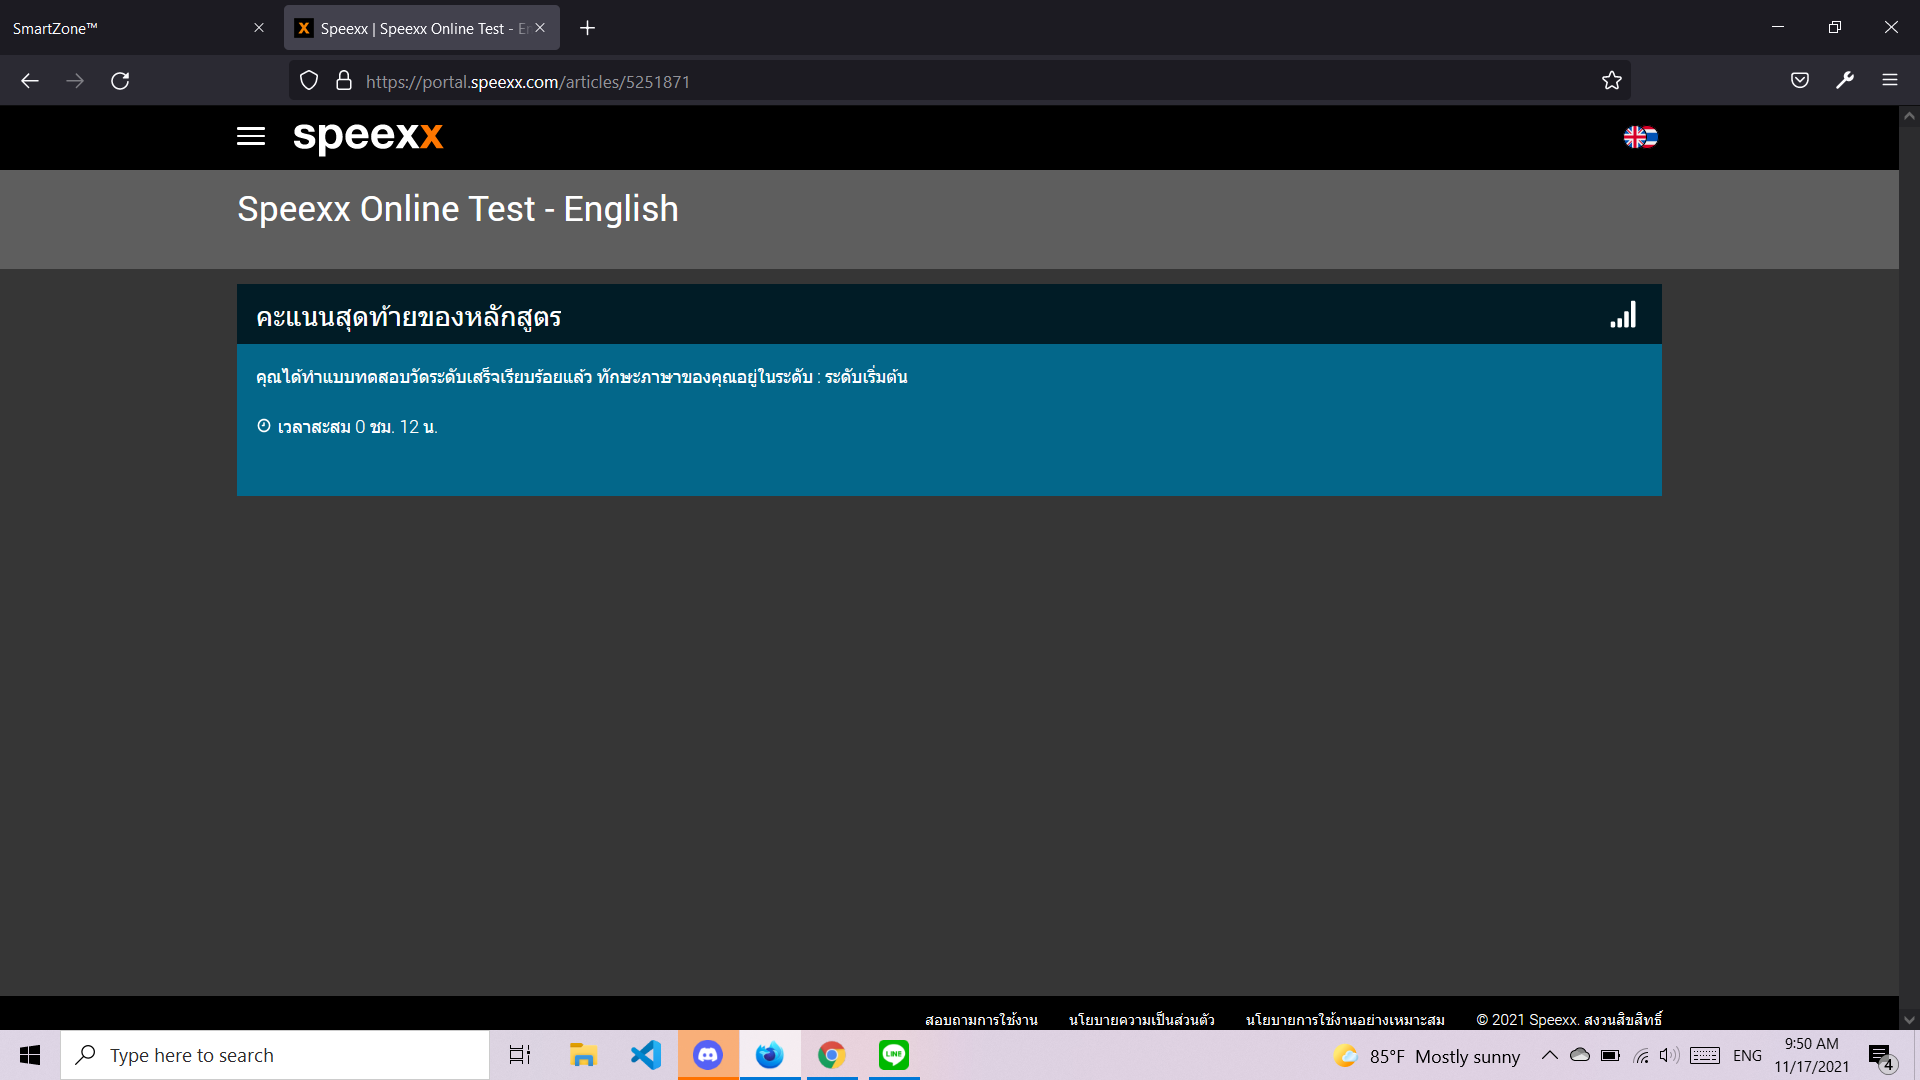 SmartZone™
Speexx | Speexx Online Test - En
https://portal.speexx.com/articles/5251871
speexx
Speexx Online Test - English
คะแนนสุดท้ายของหลักสูตร
คุณได้ทำแบบทดสอบวัดระดับเสร็จเรียบร้อยแล้ว ทักษะภาษาของคุณอยู่ในระดับ : ระดับเริ่มต้น
เวลาสะสม 0 ชม. 12 น.
สอบถามการใช้งาน นโยบายความเป็นส่วนตัว นโยบายการใช้งานอย่างเหมาะสม © 2021 Speexx. สงวนสิขสิทธิ์
Type here to search
LINE
85°F Mostly sunny
ENG
9:50 AM
11/17/2021
4